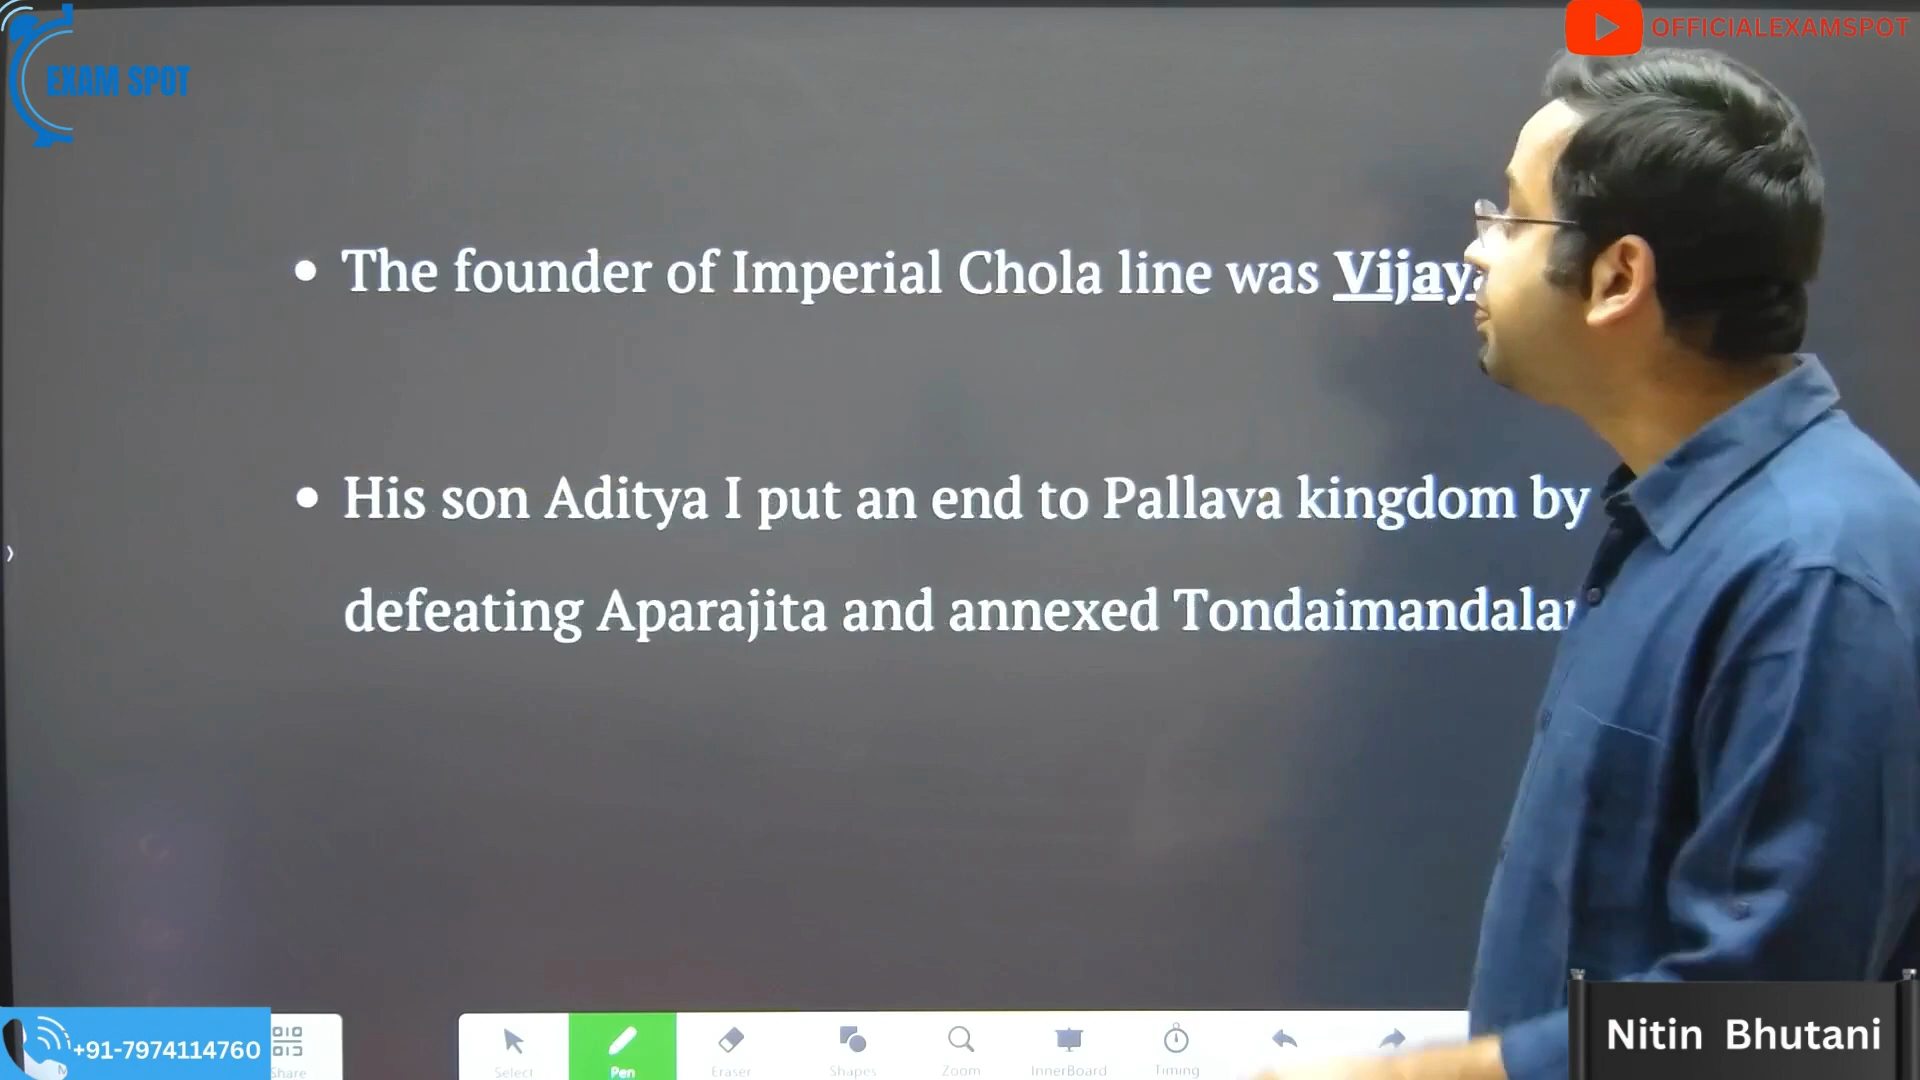 EXAM SPOT
OFFICIALEXAMSPOT
• The founder of Imperial Chola line was
• His son Aditya I put an end to Pallava kingdom by
defeating Aparajita and annexed
+91-7974114760
Share
Select
Pen
Eraser
Shapes
Zoom
InnerBoard
Timing
Nitin Bhutani